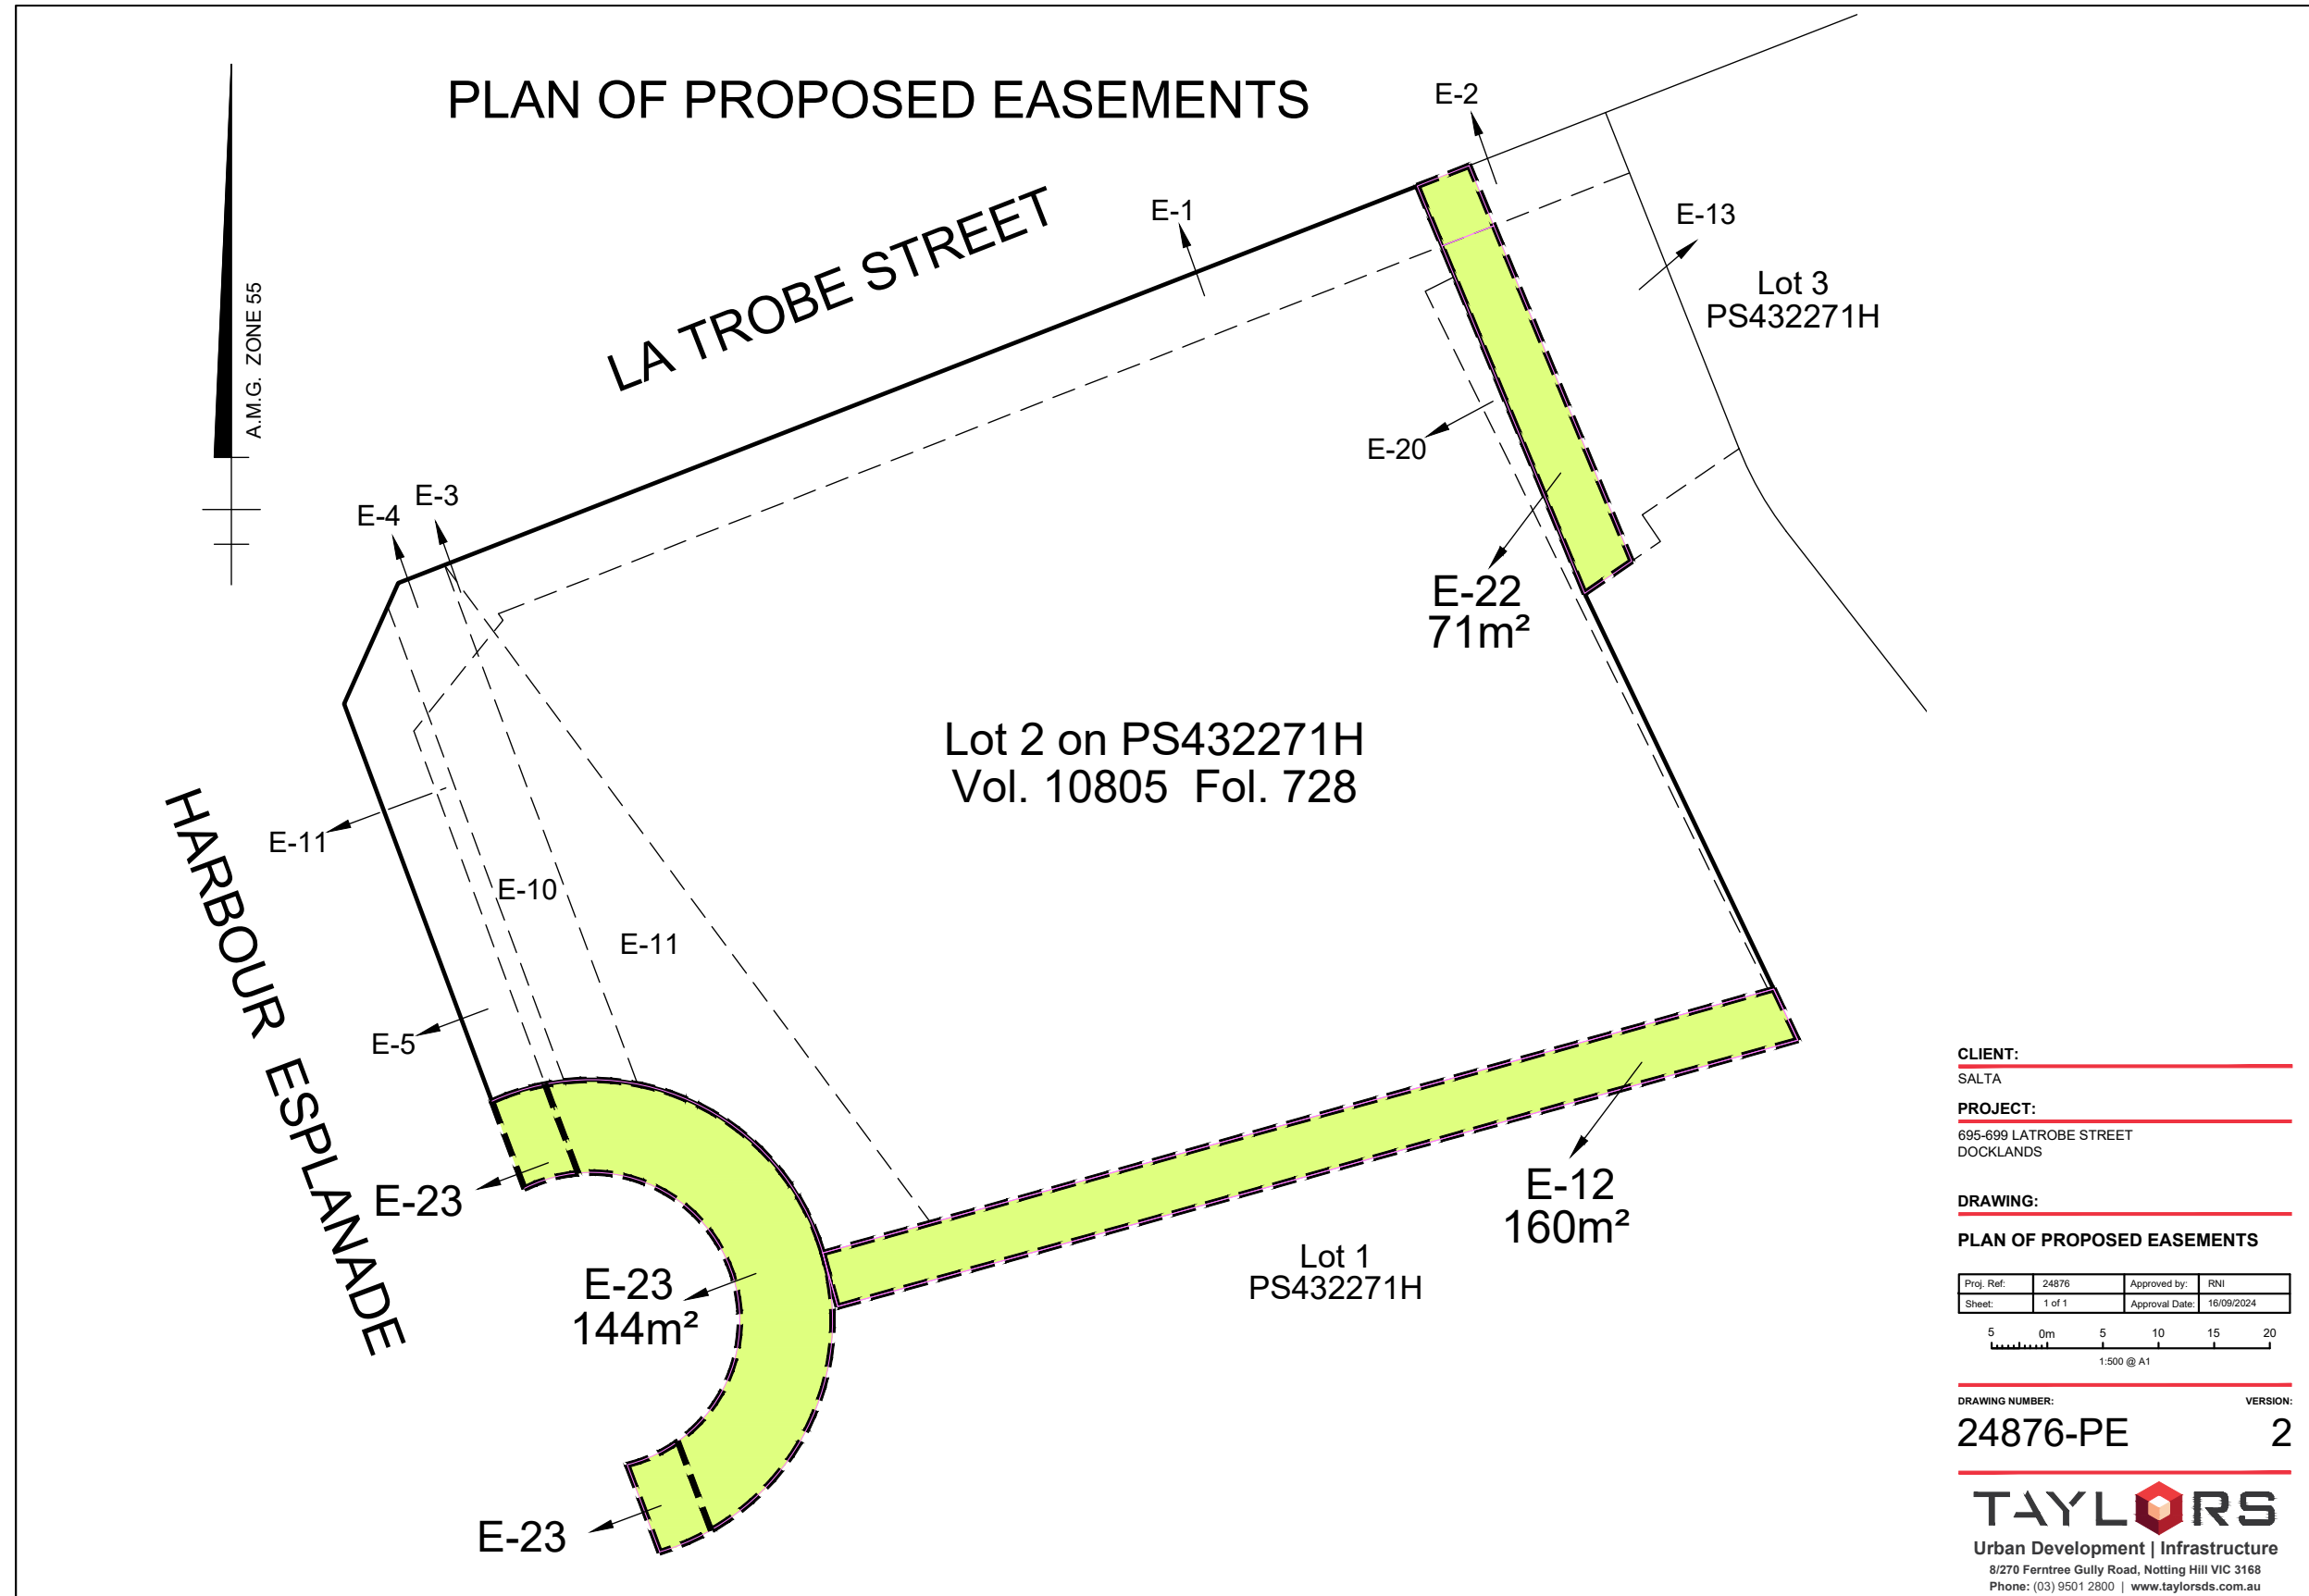 PLAN OF PROPOSED EASEMENTS
E-2
E-1
E-13
LA TROBE STREET
Lot 3
PS432271H
A.M.G. ZONE 55
E-20
E-3
E-4
E-22
71m²
Lot 2 on PS432271H
Vol. 10805 Fol. 728
HARBOUR ESPLANADE
E-11
E-10
E-11
E-5
E-23
E-12
160m²
Lot 1
PS432271H
E-23
144m²
E-23
CLIENT:
SALTA
PROJECT:
695-699 LATROBE STREET
DOCKLANDS
DRAWING:
PLAN OF PROPOSED EASEMENTS
Proj. Ref: 24876 Approved by: RNI
Sheet: 1 of 1 Approval Date: 16/09/2024
5 0m 5 10 15 20
1:500 @ A1
DRAWING NUMBER: VERSION:
24876-PE 2
TAYLORS
Urban Development | Infrastructure
8/270 Ferntree Gully Road, Notting Hill VIC 3168
Phone: (03) 9501 2800 | www.taylorsds.com.au